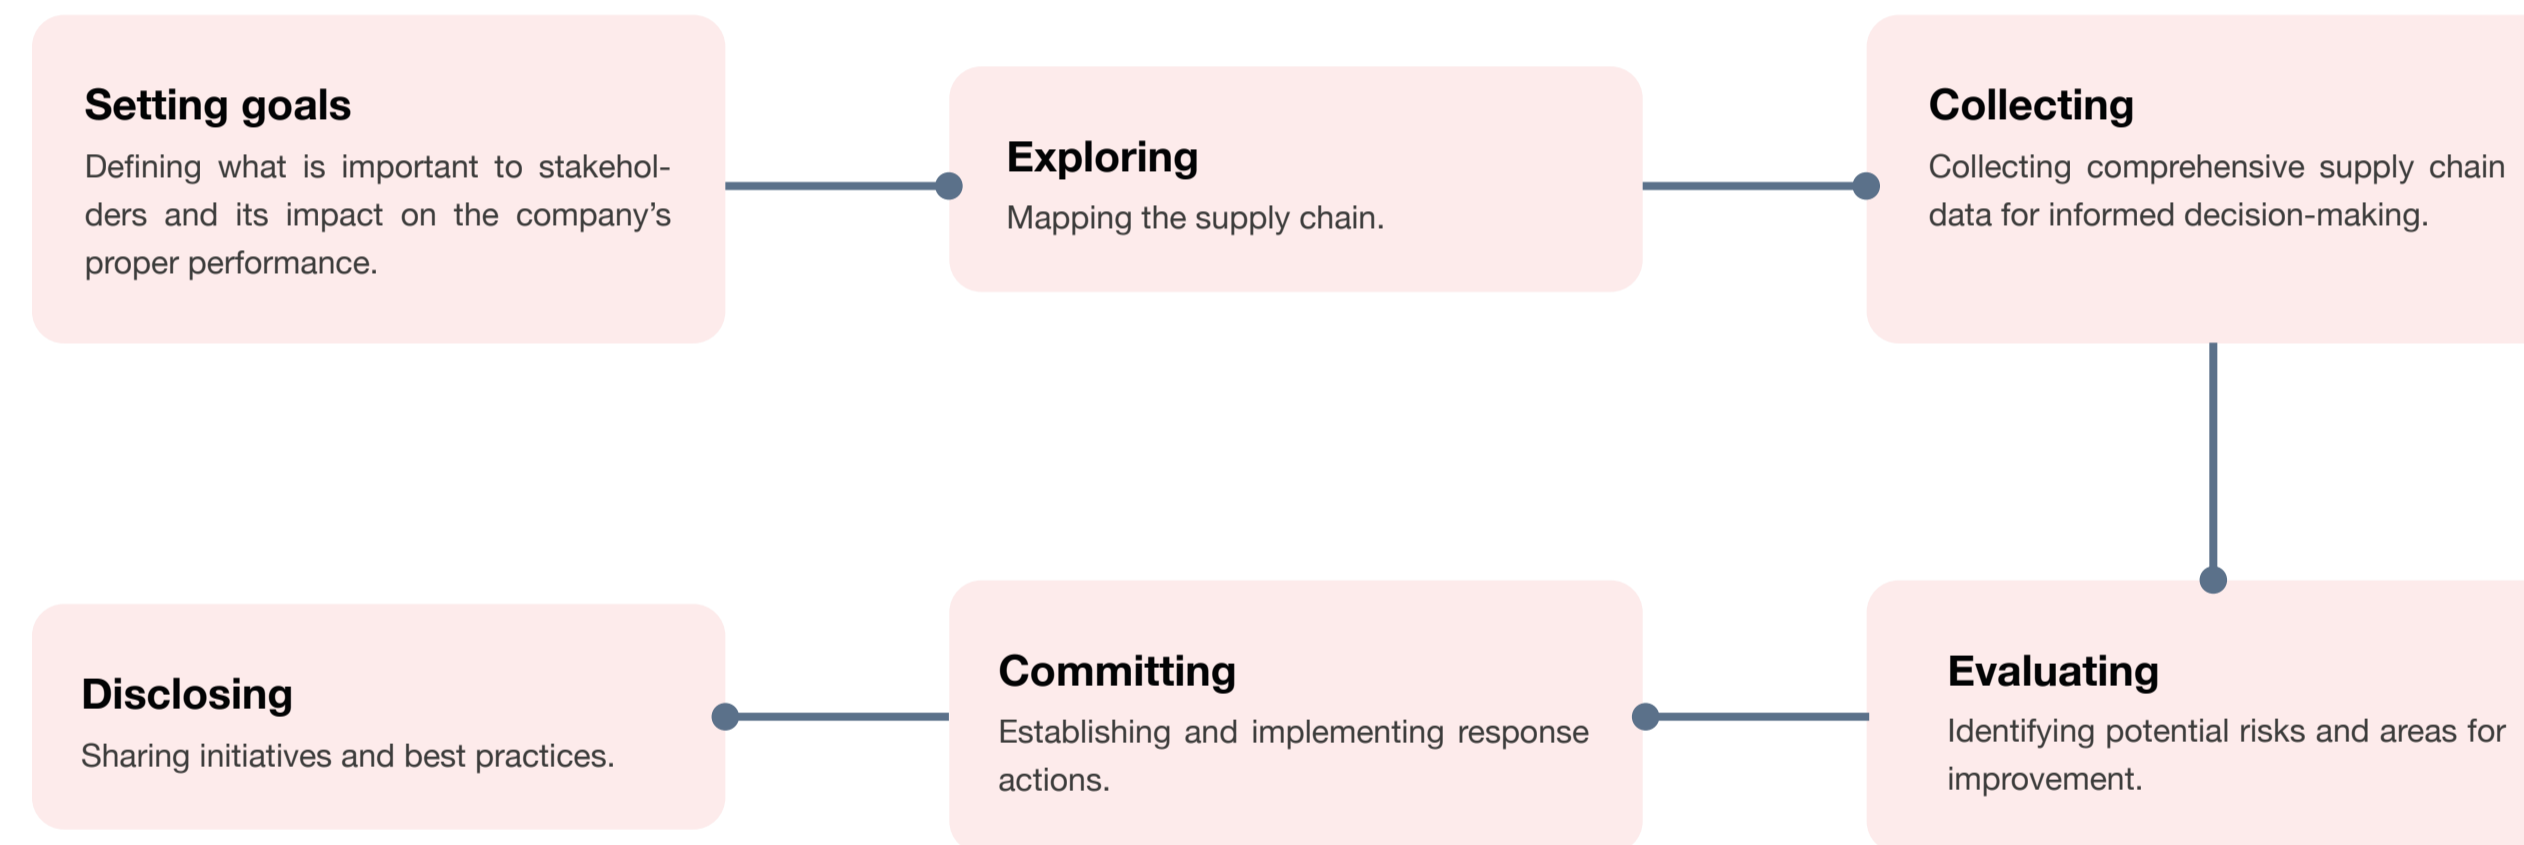 Setting goals
Defining what is important to stakehol-
ders and its impact on the company’s
proper performance.
Exploring
Mapping the supply chain.
Collecting
Collecting comprehensive supply chain
data for informed decision-making.
Evaluating
Identifying potential risks and areas for
improvement.
Committing
Establishing and implementing response
actions.
Disclosing
Sharing initiatives and best practices.